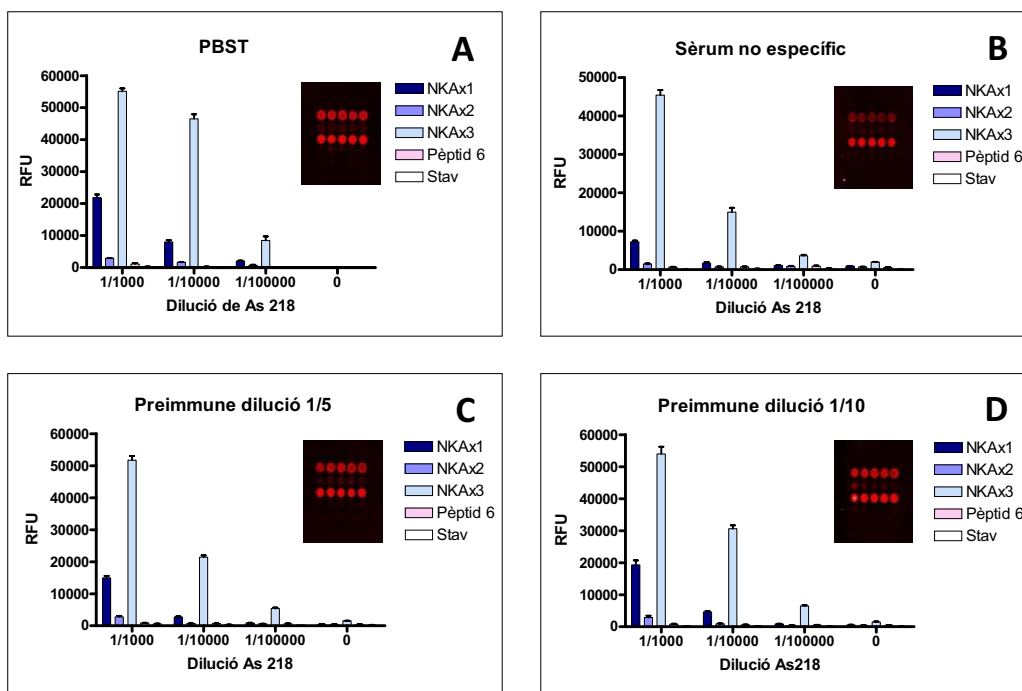 PBST
A
60000
50000
40000
30000
20000
10000
0
RFU
1/1000 1/10000 1/100000 0
Dilució de As 218
NKAx1
NKAx2
NKAx3
Pèptid 6
Stav
Sèrum no específic
B
50000
40000
30000
20000
10000
0
RFU
1/1000 1/10000 1/100000 0
Dilució As 218
NKAx1
NKAx2
NKAx3
Pèptid 6
Stav
Preimmune dilució 1/5
C
60000
50000
40000
30000
20000
10000
0
RFU
1/1000 1/10000 1/100000 0
Dilució As 218
NKAx1
NKAx2
NKAx3
Pèptid 6
Stav
Preimmune dilució 1/10
D
60000
50000
40000
30000
20000
10000
0
RFU
1/1000 1/10000 1/100000 0
Dilució As218
NKAx1
NKAx2
NKAx3
Pèptid 6
Stav